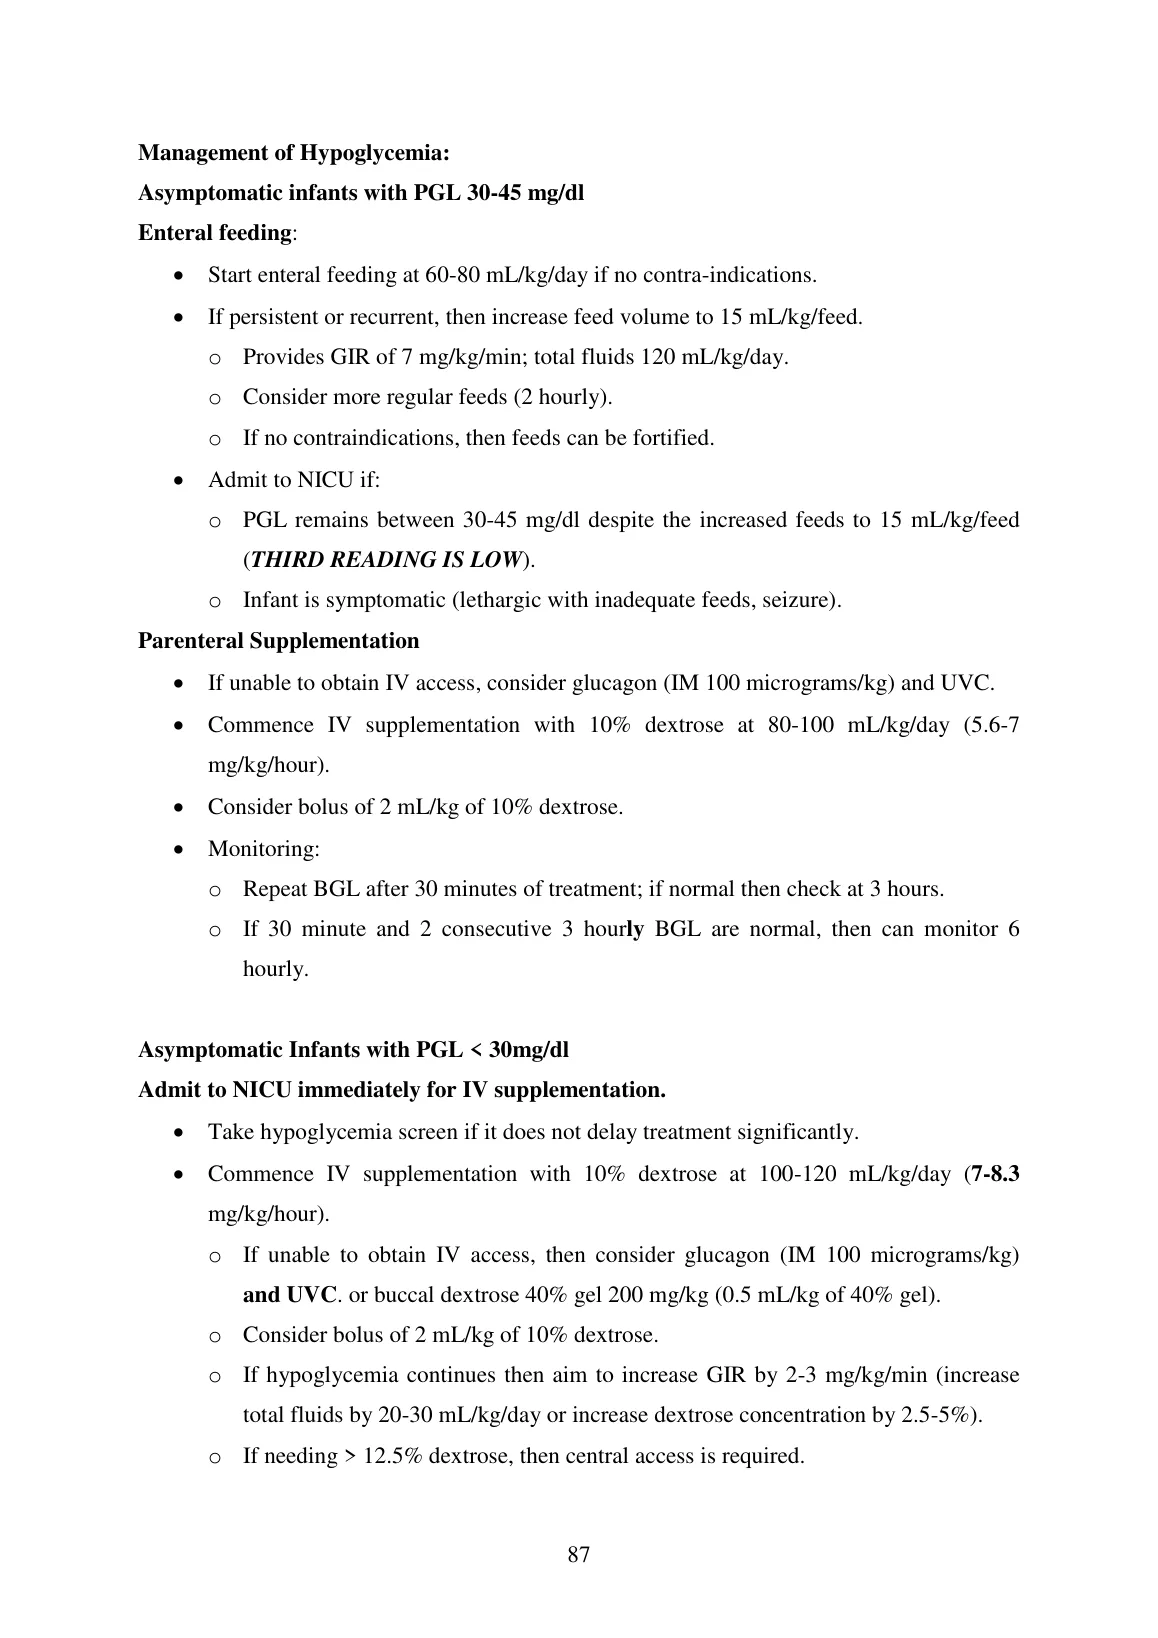 Management of Hypoglycemia:
Asymptomatic infants with PGL 30-45 mg/dl
Enteral feeding:
• Start enteral feeding at 60-80 mL/kg/day if no contra-indications.
• If persistent or recurrent, then increase feed volume to 15 mL/kg/feed.
o Provides GIR of 7 mg/kg/min; total fluids 120 mL/kg/day.
o Consider more regular feeds (2 hourly).
o If no contraindications, then feeds can be fortified.
• Admit to NICU if:
o PGL remains between 30-45 mg/dl despite the increased feeds to 15 mL/kg/feed
(THIRD READING IS LOW).
o Infant is symptomatic (lethargic with inadequate feeds, seizure).
Parenteral Supplementation
• If unable to obtain IV access, consider glucagon (IM 100 micrograms/kg) and UVC.
• Commence IV supplementation with 10% dextrose at 80-100 mL/kg/day (5.6-7
mg/kg/hour).
• Consider bolus of 2 mL/kg of 10% dextrose.
• Monitoring:
o Repeat BGL after 30 minutes of treatment; if normal then check at 3 hours.
o If 30 minute and 2 consecutive 3 hourly BGL are normal, then can monitor 6
hourly.
Asymptomatic Infants with PGL < 30mg/dl
Admit to NICU immediately for IV supplementation.
• Take hypoglycemia screen if it does not delay treatment significantly.
• Commence IV supplementation with 10% dextrose at 100-120 mL/kg/day (7-8.3
mg/kg/hour).
o If unable to obtain IV access, then consider glucagon (IM 100 micrograms/kg)
and UVC. or buccal dextrose 40% gel 200 mg/kg (0.5 mL/kg of 40% gel).
o Consider bolus of 2 mL/kg of 10% dextrose.
o If hypoglycemia continues then aim to increase GIR by 2-3 mg/kg/min (increase
total fluids by 20-30 mL/kg/day or increase dextrose concentration by 2.5-5%).
o If needing > 12.5% dextrose, then central access is required.
87